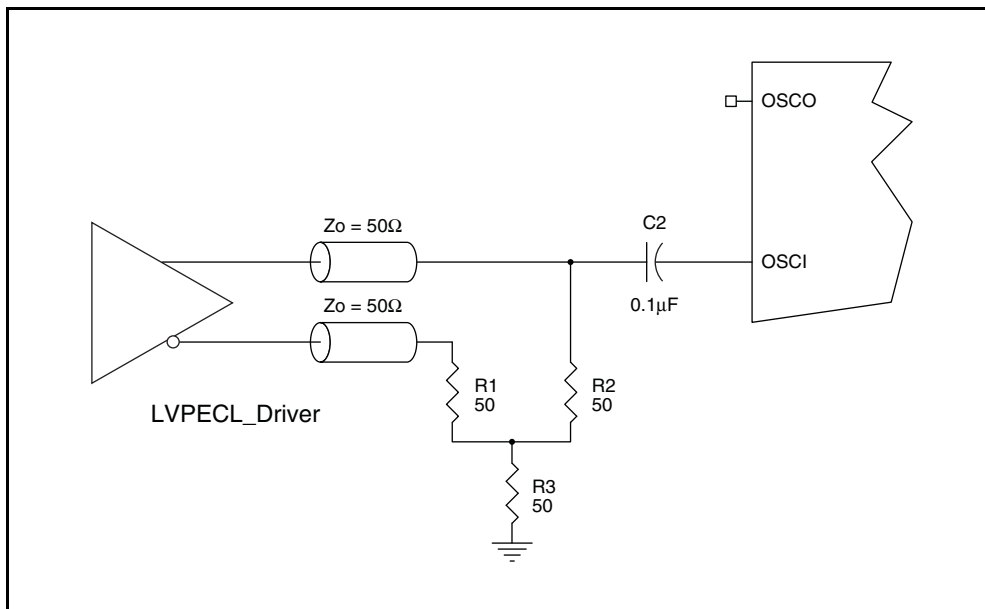 OSCO
Zo = 50Ω
C2
OSCI
0.1μF
Zo = 50Ω
R1
50
R2
50
LVPECL_Driver
R3
50